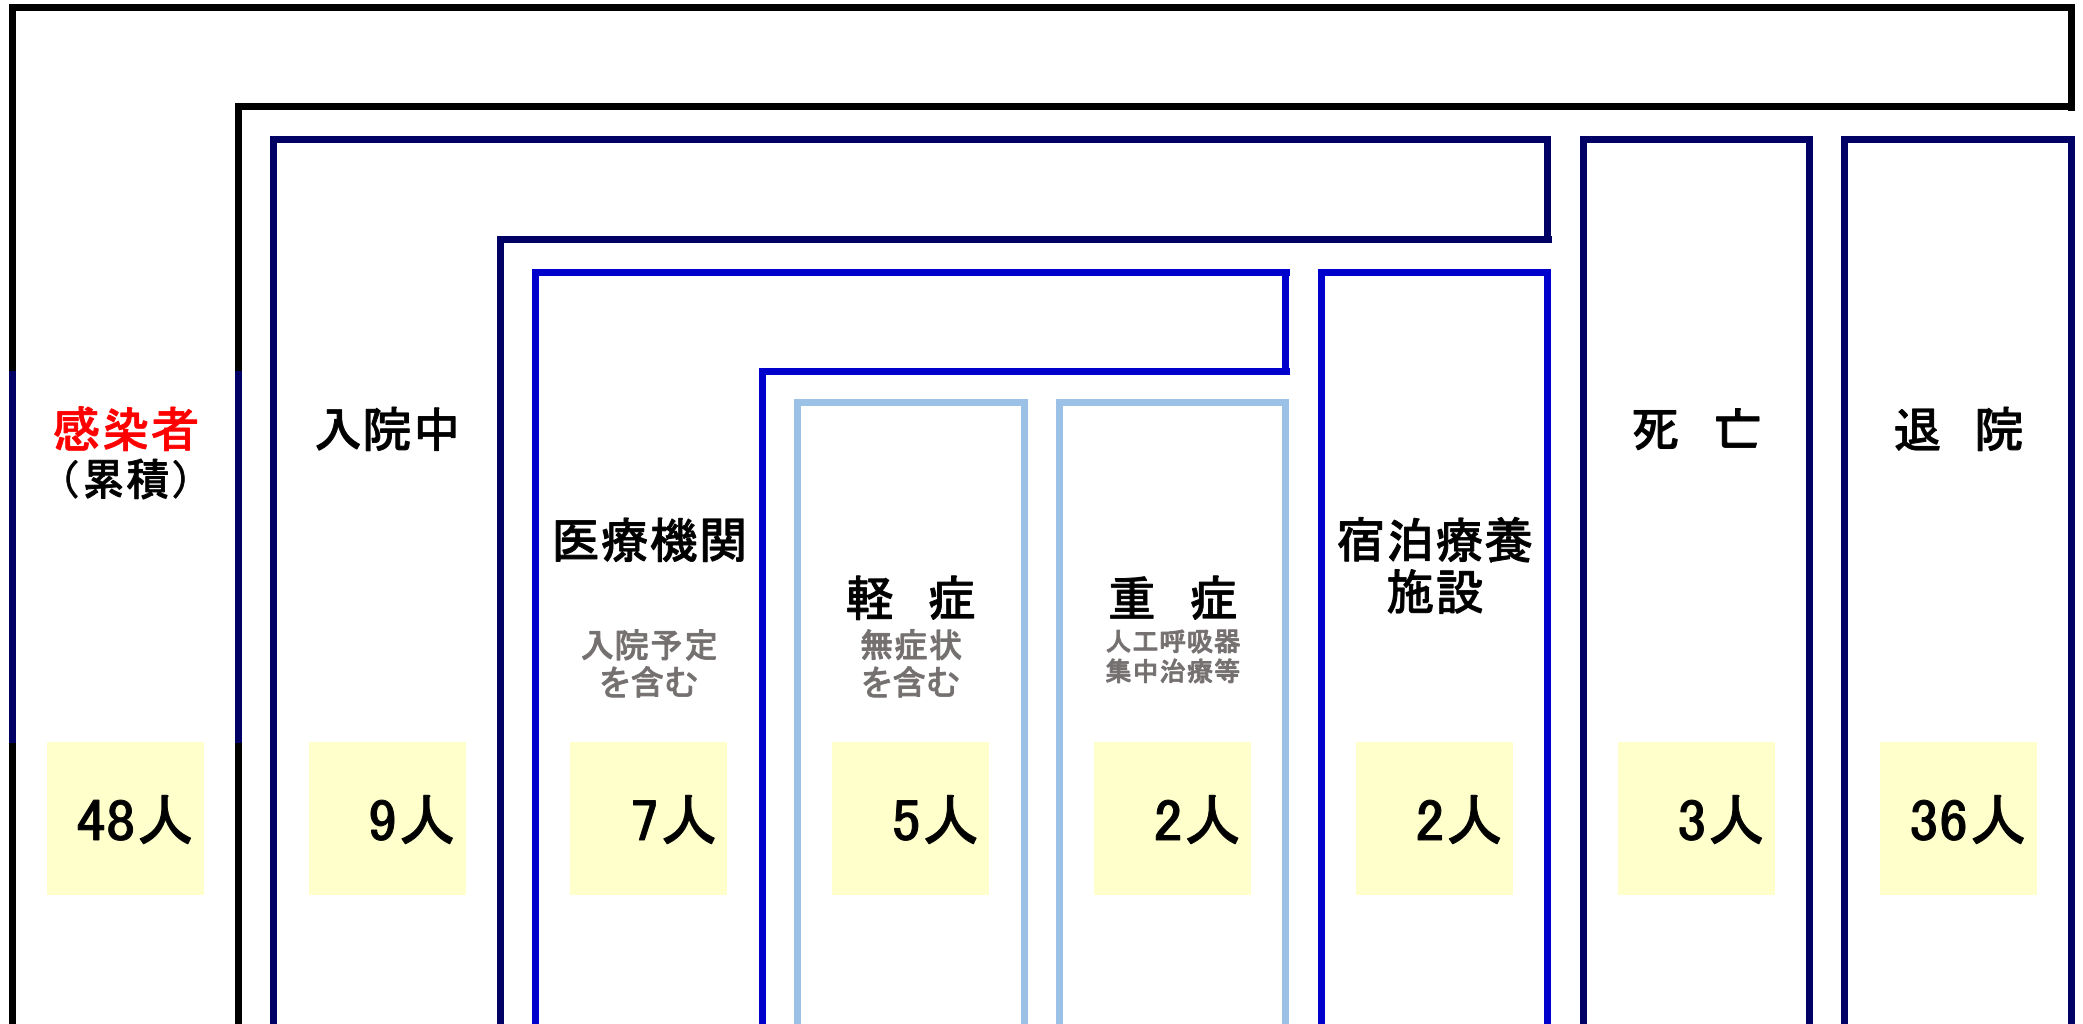 感染者
（累積）
48人
入院中
9人
医療機関
入院予定
を含む
7人
軽　症
無症状
を含む
5人
重　症
人工呼吸器
集中治療等
2人
宿泊療養
施設
2人
死　亡
3人
退　院
36人